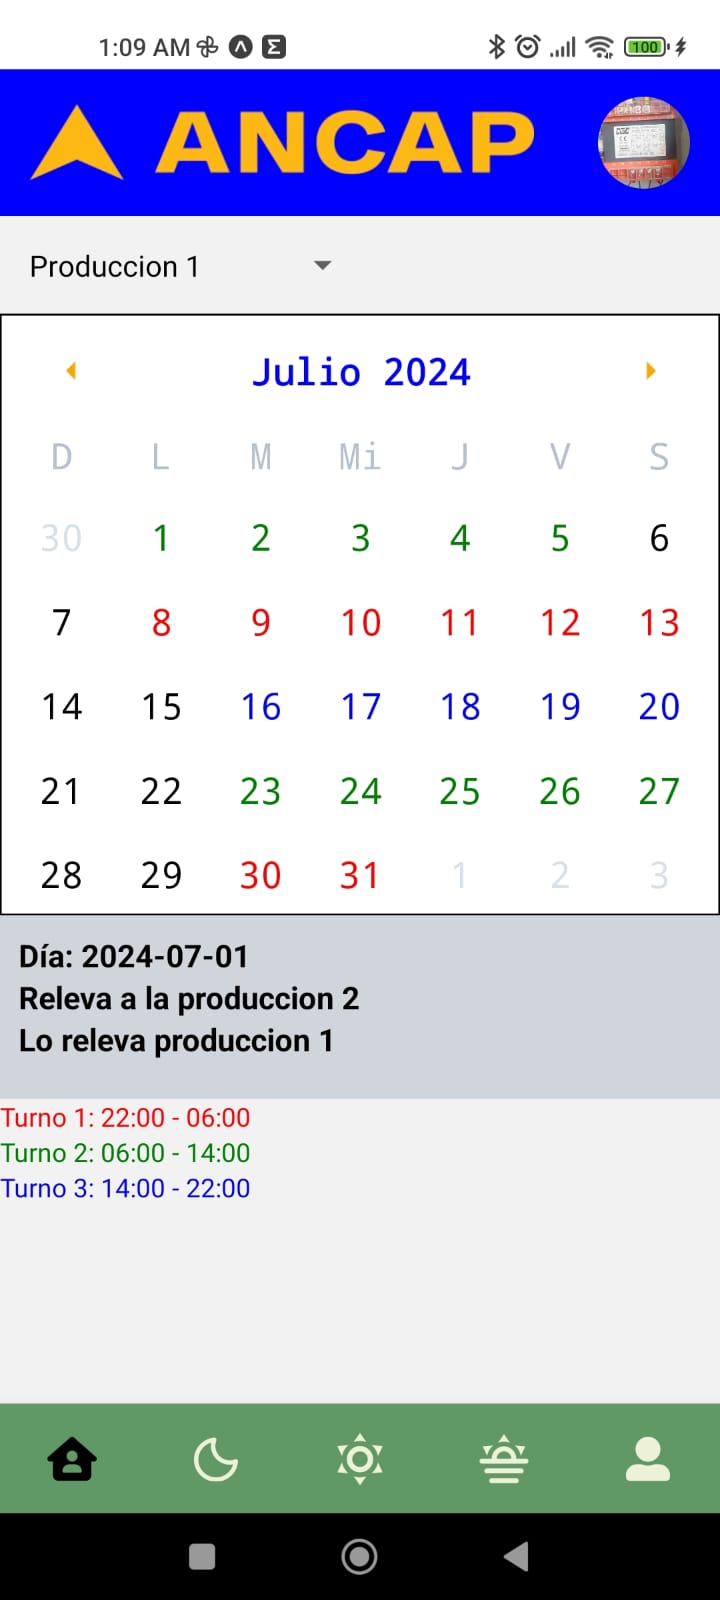 1:09 AM
100
ANCAP
Produccion 1
Julio 2024
D L M Mi J V S
30 1 2 3 4 5 6
7 8 9 10 11 12 13
14 15 16 17 18 19 20
21 22 23 24 25 26 27
28 29 30 31 1 2 3
Día: 2024-07-01
Releva a la produccion 2
Lo releva produccion 1
Turno 1: 22:00 - 06:00
Turno 2: 06:00 - 14:00
Turno 3: 14:00 - 22:00